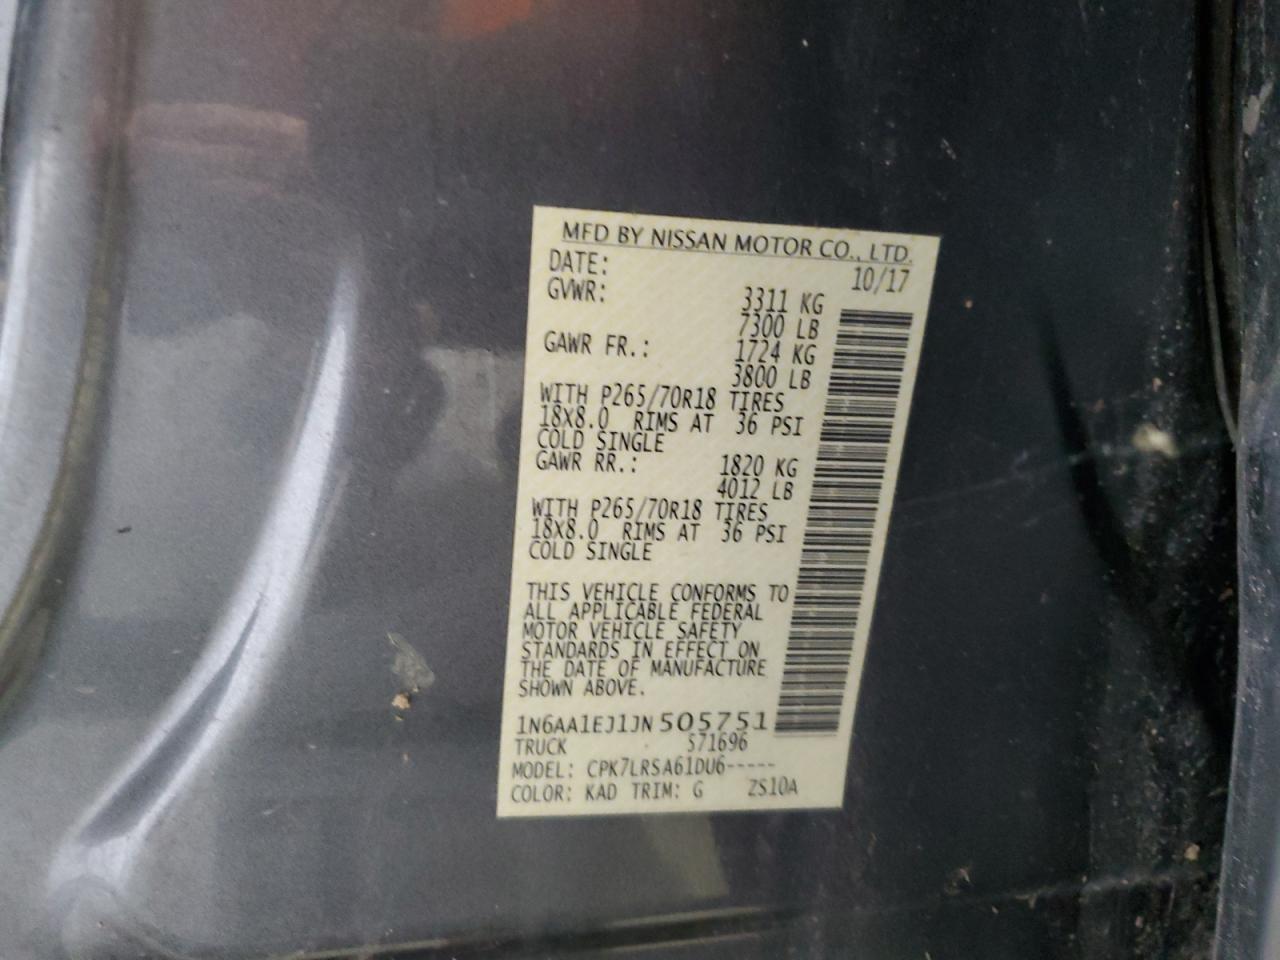 MFD BY NISSAN MOTOR CO., LTD.
DATE: 10/17
GVWR: 3311 KG
7300 LB
GAWR FR.: 1724 KG
3800 LB
WITH P265/70R18 TIRES
18X8.0 RIMS AT 36 PSI
COLD SINGLE
GAWR RR.: 1820 KG
4012 LB
WITH P265/70R18 TIRES
18X8.0 RIMS AT 36 PSI
COLD SINGLE
THIS VEHICLE CONFORMS TO
ALL APPLICABLE FEDERAL
MOTOR VEHICLE SAFETY
STANDARDS IN EFFECT ON
THE DATE OF MANUFACTURE
SHOWN ABOVE.
1N6AA1EJ1JN505751
TRUCK 571696
MODEL: CPK7LRSA61DU6-----
COLOR: KAD TRIM: G ZS10A